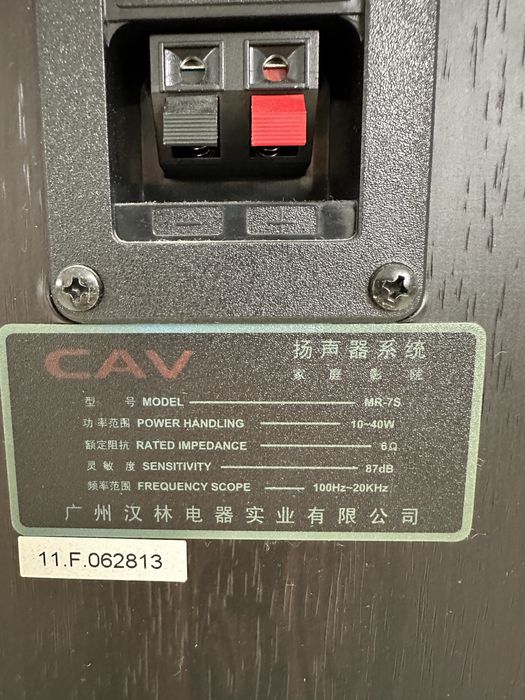 − +
CAV 扬声器系统
家庭影院
型 号 MODEL MR-7S
功率范围 POWER HANDLING 10~40W
额定阻抗 RATED IMPEDANCE 6Ω
灵敏度 SENSITIVITY 87dB
频率范围 FREQUENCY SCOPE 100Hz~20KHz
广州汉林电器实业有限公司
11.F.062813